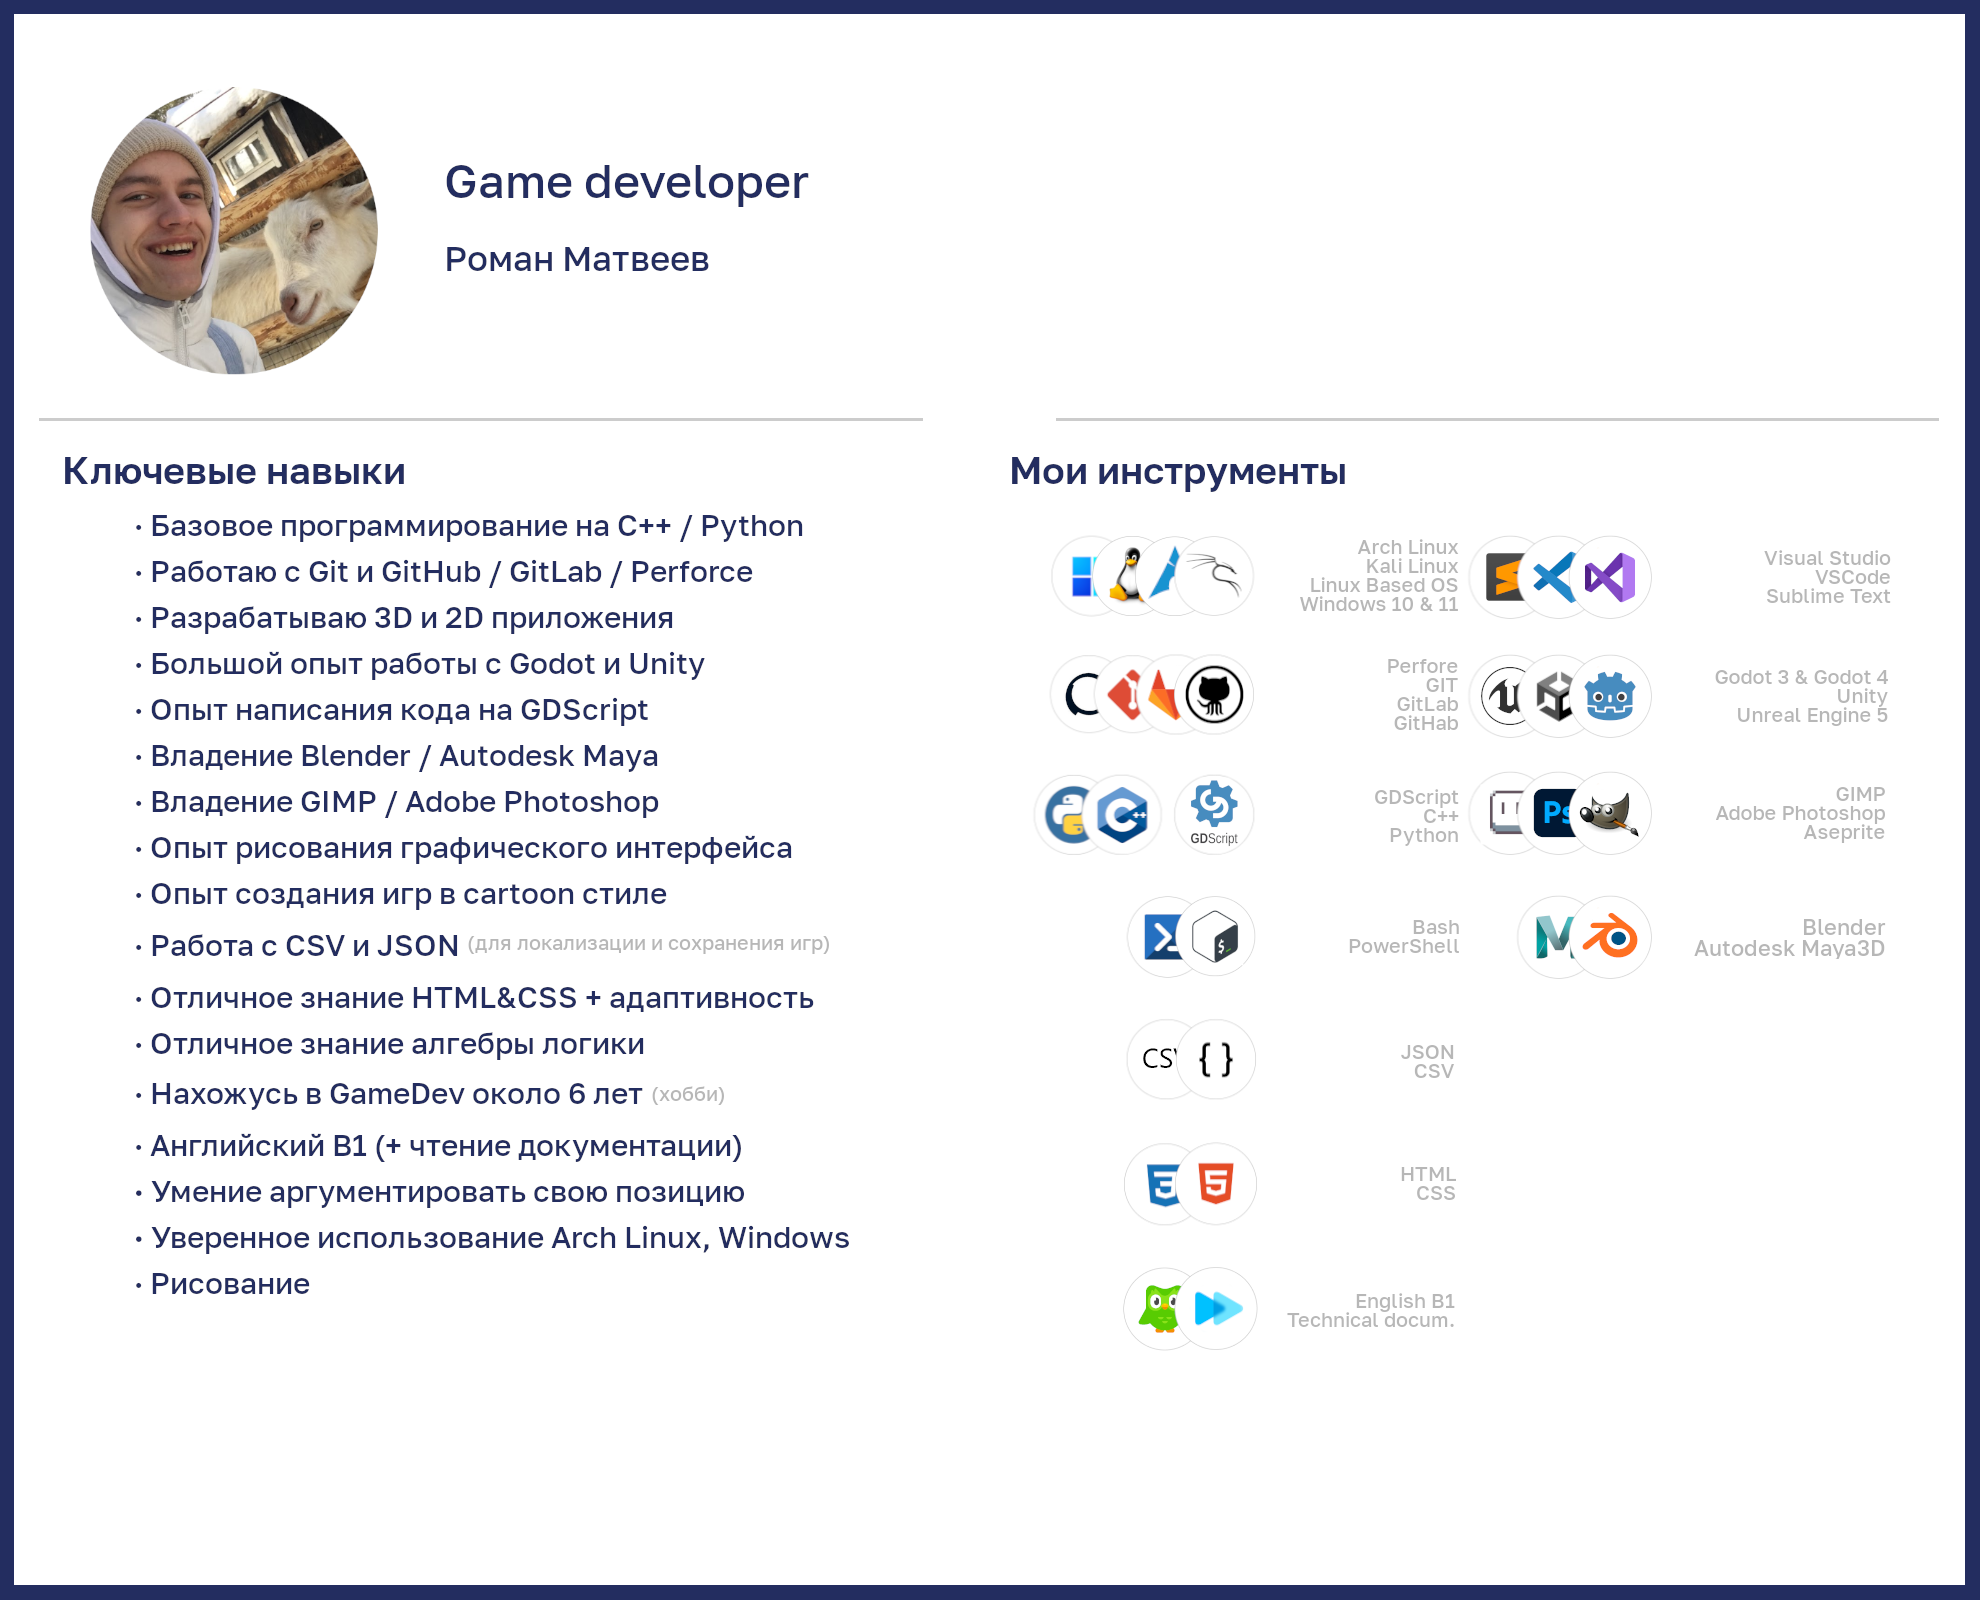 Game developer
Роман Матвеев
Ключевые навыки
· Базовое программирование на C++ / Python
· Работаю с Git и GitHub / GitLab / Perforce
· Разрабатываю 3D и 2D приложения
· Большой опыт работы с Godot и Unity
· Опыт написания кода на GDScript
· Владение Blender / Autodesk Maya
· Владение GIMP / Adobe Photoshop
· Опыт рисования графического интерфейса
· Опыт создания игр в cartoon стиле
· Работа с CSV и JSON (для локализации и сохранения игр)
· Отличное знание HTML&CSS + адаптивность
· Отличное знание алгебры логики
· Нахожусь в GameDev около 6 лет (хобби)
· Английский B1 (+ чтение документации)
· Умение аргументировать свою позицию
· Уверенное использование Arch Linux, Windows
· Рисование
Мои инструменты
Arch Linux
Kali Linux
Linux Based OS
Windows 10 & 11
Visual Studio
VSCode
Sublime Text
Perfore
GIT
GitLab
GitHab
Godot 3 & Godot 4
Unity
Unreal Engine 5
GDScript
GDScript
C++
Python
Ps
GIMP
Adobe Photoshop
Aseprite
Bash
PowerShell
Blender
Autodesk Maya3D
CSV
{ }
JSON
CSV
HTML
CSS
English B1
Technical docum.